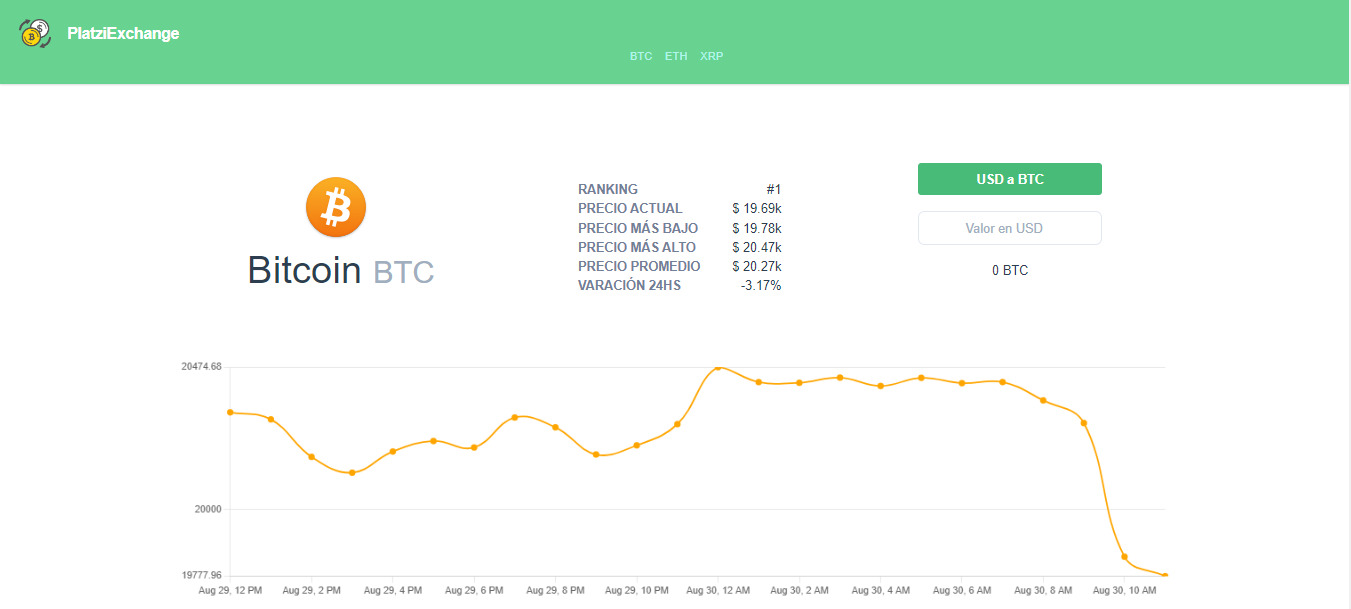 PlatziExchange
BTC ETH XRP
Bitcoin BTC
RANKING #1
PRECIO ACTUAL $ 19.69k
PRECIO MÁS BAJO $ 19.78k
PRECIO MÁS ALTO $ 20.47k
PRECIO PROMEDIO $ 20.27k
VARACIÓN 24HS -3.17%
USD a BTC
Valor en USD
0 BTC
20474.68
20000
19777.96
Aug 29, 12 PM Aug 29, 2 PM Aug 29, 4 PM Aug 29, 6 PM Aug 29, 8 PM Aug 29, 10 PM Aug 30, 12 AM Aug 30, 2 AM Aug 30, 4 AM Aug 30, 6 AM Aug 30, 8 AM Aug 30, 10 AM